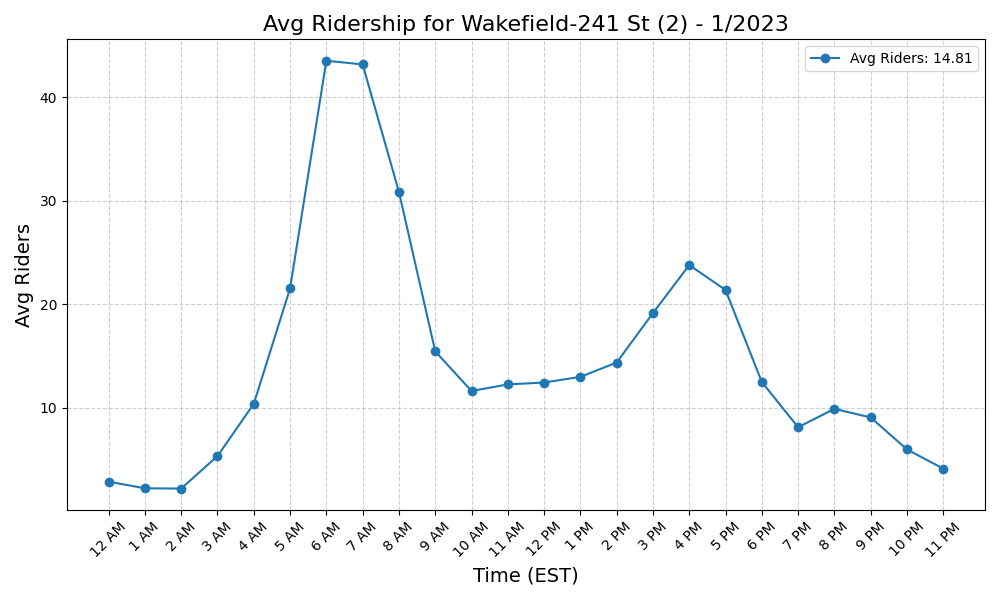 Avg Ridership for Wakefield-241 St (2) - 1/2023
Avg Riders: 14.81
Avg Riders
40
30
20
10
12 AM
1 AM
2 AM
3 AM
4 AM
5 AM
6 AM
7 AM
8 AM
9 AM
10 AM
11 AM
12 PM
1 PM
2 PM
3 PM
4 PM
5 PM
6 PM
7 PM
8 PM
9 PM
10 PM
11 PM
Time (EST)